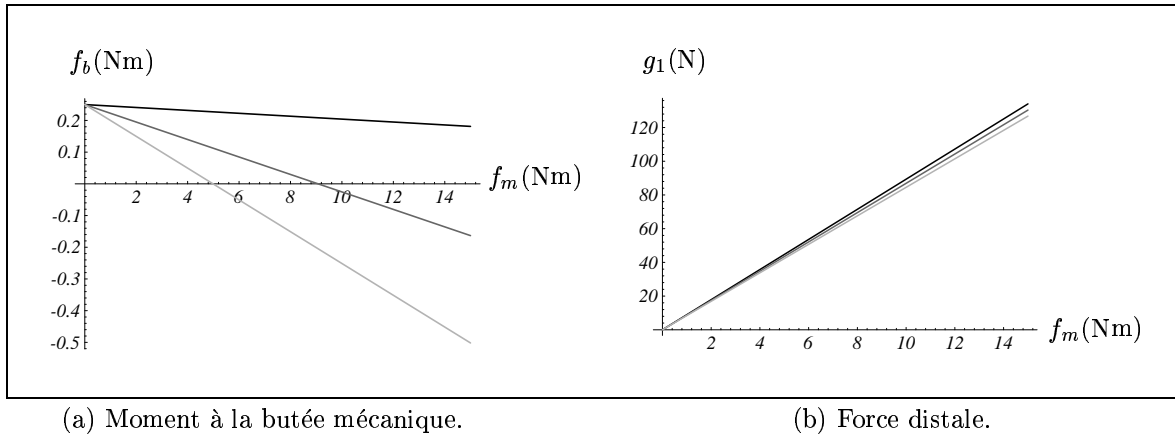 f_b(Nm)
0.2
0.1
-0.1
-0.2
-0.3
-0.4
-0.5
2 4 6 8 10 12 14
f_m(Nm)
g_1(N)
120
100
80
60
40
20
2 4 6 8 10 12 14
f_m(Nm)
(a) Moment à la butée mécanique.
(b) Force distale.